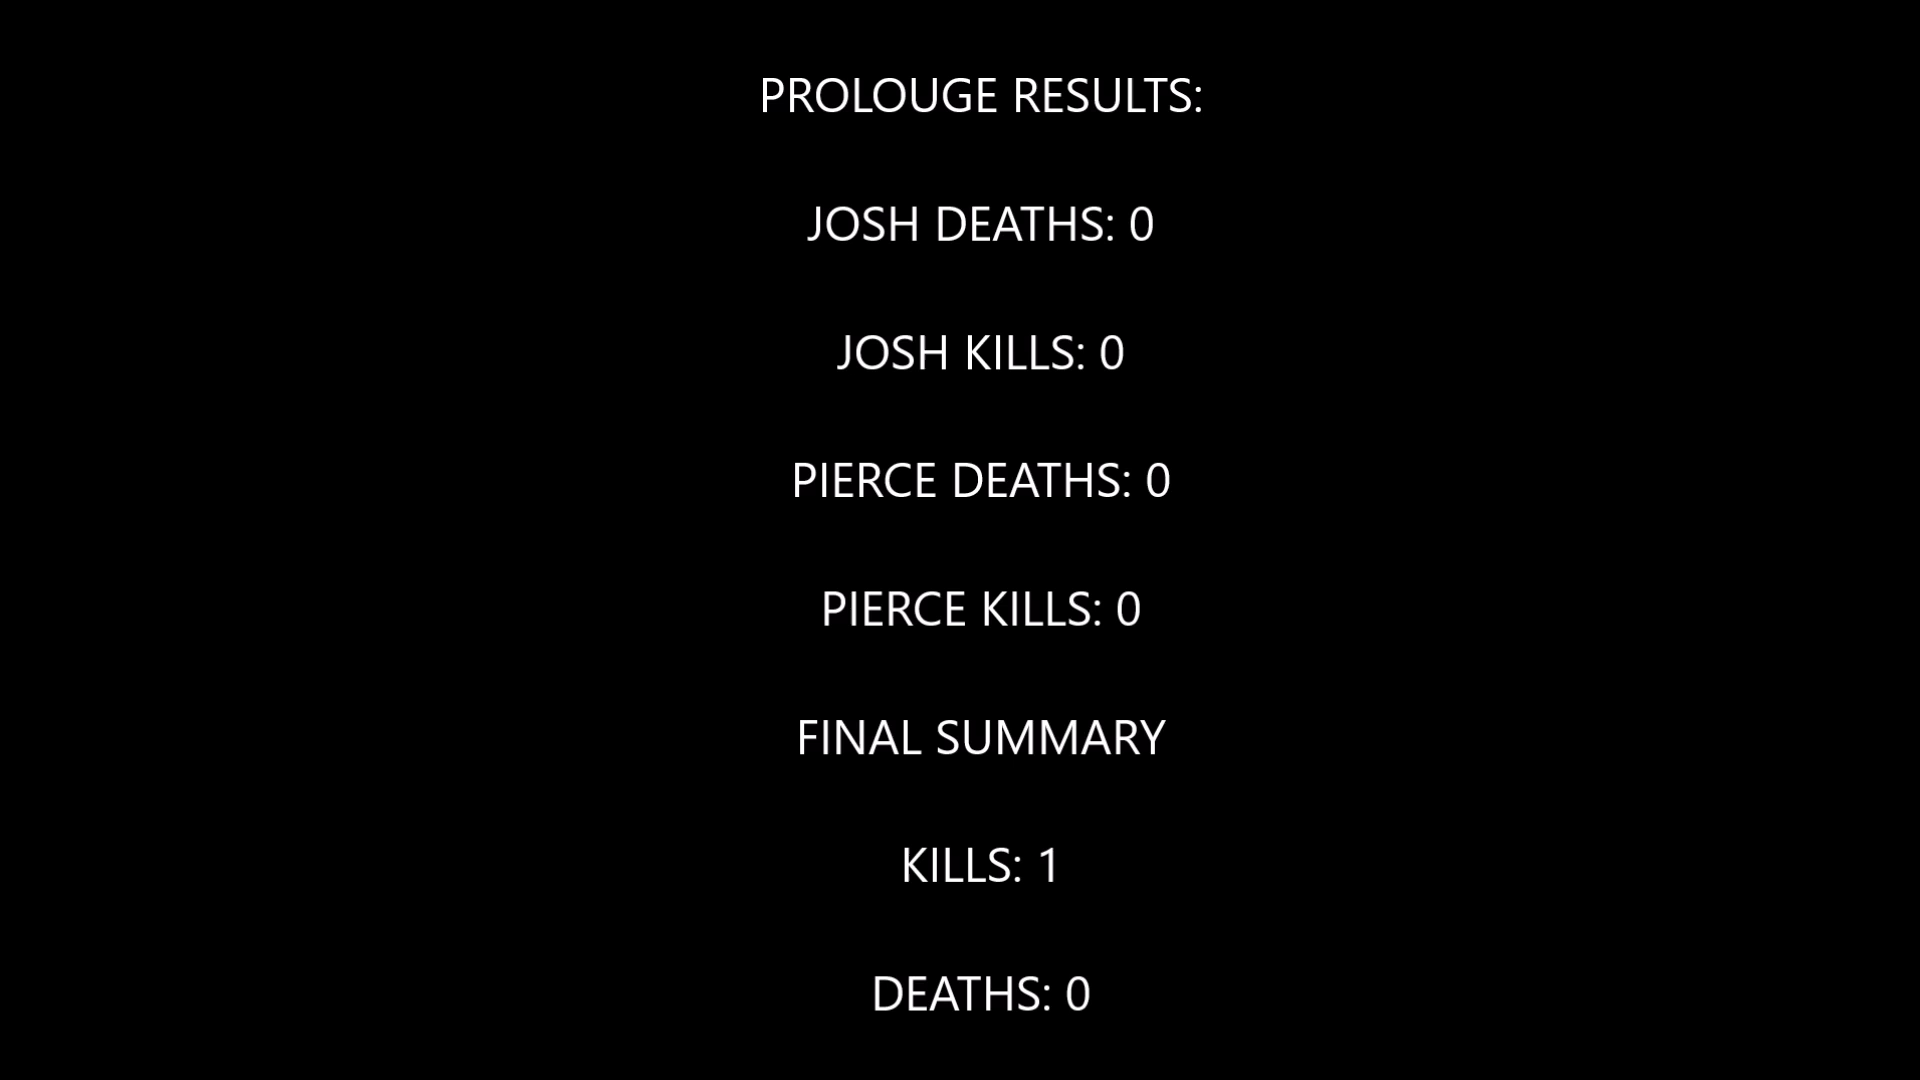 PROLOUGE RESULTS:
JOSH DEATHS: 0
JOSH KILLS: 0
PIERCE DEATHS: 0
PIERCE KILLS: 0
FINAL SUMMARY
KILLS: 1
DEATHS: 0